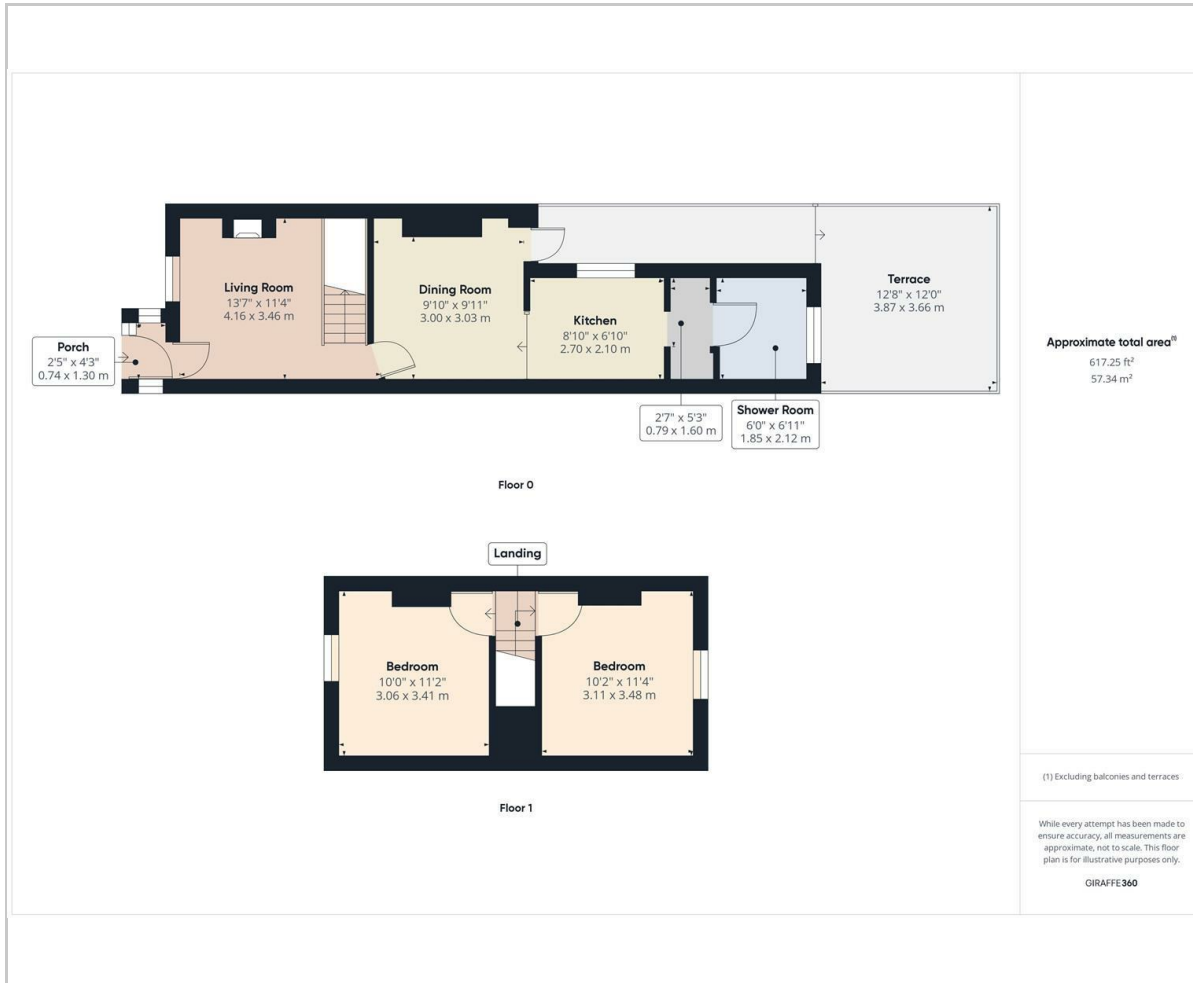 Living Room
13'7" x 11'4"
4.16 x 3.46 m
Dining Room
9'10" x 9'11"
3.00 x 3.03 m
Kitchen
8'10" x 6'10"
2.70 x 2.10 m
Terrace
12'8" x 12'0"
3.87 x 3.66 m
Porch
2'5" x 4'3"
0.74 x 1.30 m
2'7" x 5'3"
0.79 x 1.60 m
Shower Room
6'0" x 6'11"
1.85 x 2.12 m
Floor 0
Landing
Bedroom
10'0" x 11'2"
3.06 x 3.41 m
Bedroom
10'2" x 11'4"
3.11 x 3.48 m
Floor 1
Approximate total area(1)
617.25 ft²
57.34 m²
(1) Excluding balconies and terraces
While every attempt has been made to
ensure accuracy, all measurements are
approximate, not to scale. This floor
plan is for illustrative purposes only.
GIRAFFE360